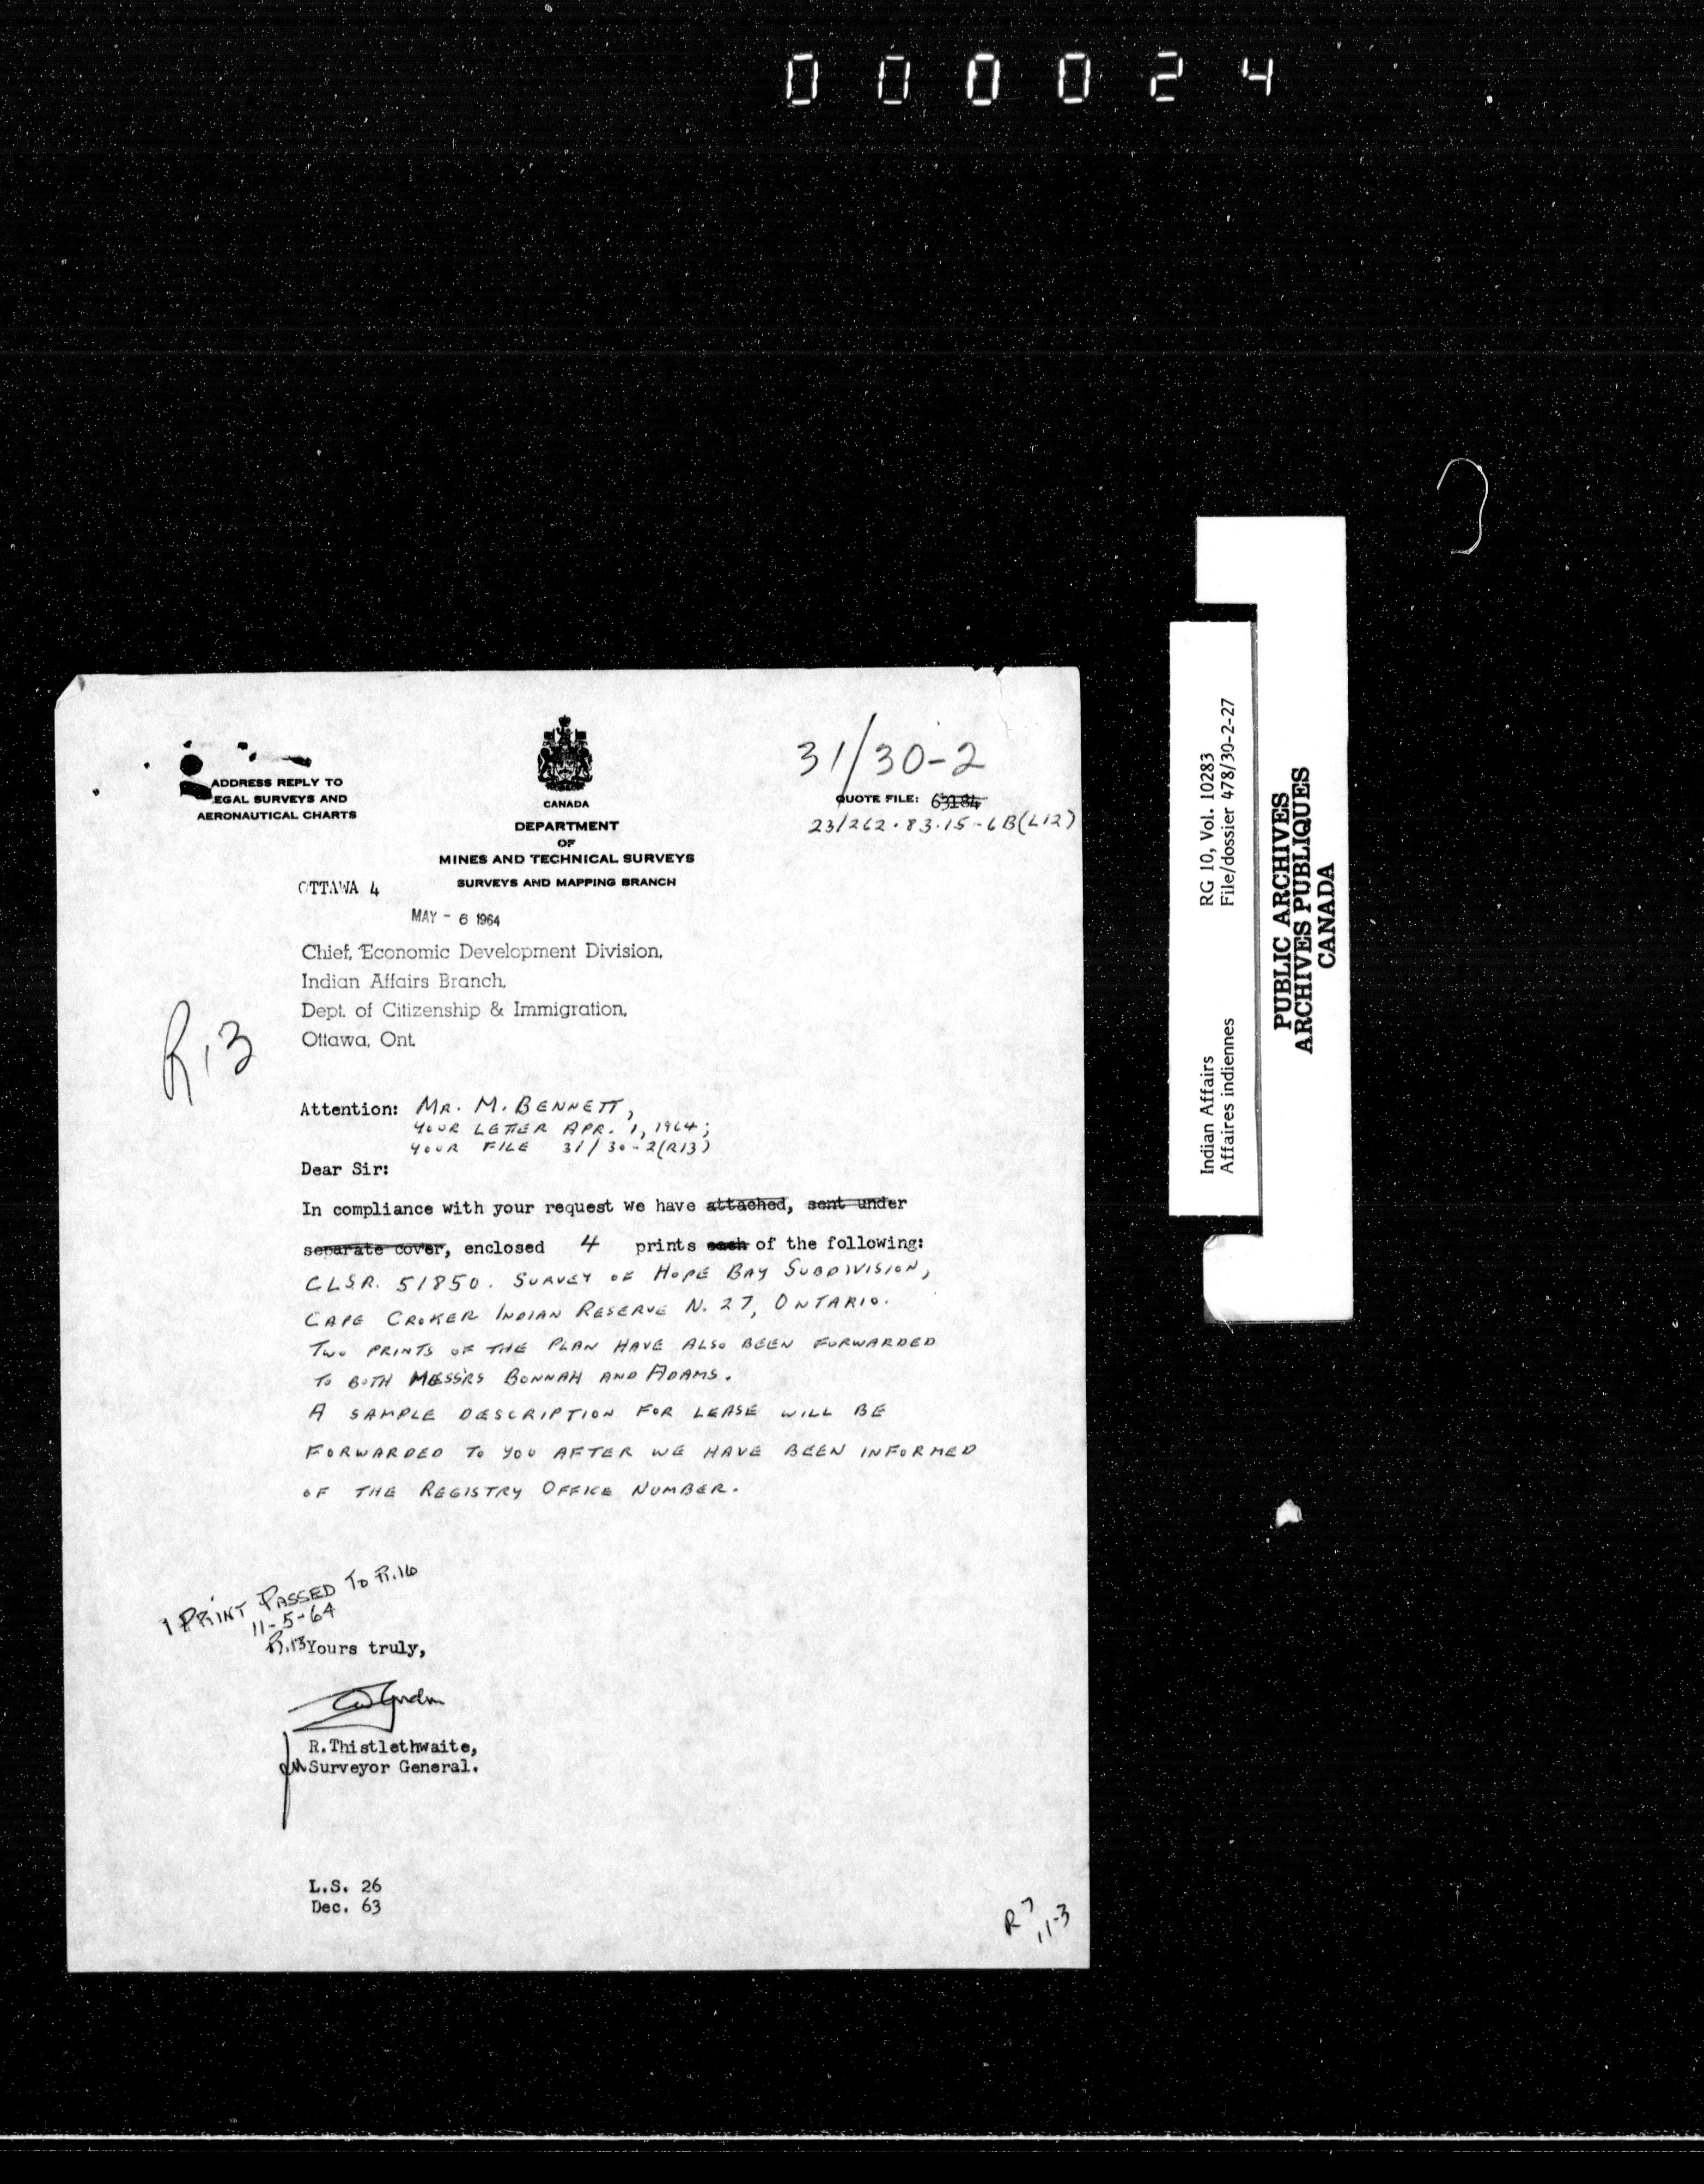 000024
31/30-2
ADDRESS REPLY TO
LEGAL SURVEYS AND
AERONAUTICAL CHARTS
CANADA
DEPARTMENT
OF
MINES AND TECHNICAL SURVEYS
SURVEYS AND MAPPING BRANCH
QUOTE FILE: 63184
23/262.83.15-6B(L12)
OTTAWA 4
MAY - 6 1964
Chief, Economic Development Division,
Indian Affairs Branch,
Dept. of Citizenship & Immigration,
Ottawa, Ont.
R.13
Attention: MR. M. BENNETT,
YOUR LETTER APR. 1, 1964;
YOUR FILE 31/30-2(R13)
Dear Sir:
In compliance with your request we have attached, sent under
separate cover, enclosed 4 prints each of the following:
CLSR. 51850. SURVEY OF HOPE BAY SUBDIVISION,
CAPE CROKER INDIAN RESERVE N. 27, ONTARIO.
TWO PRINTS OF THE PLAN HAVE ALSO BEEN FORWARDED
TO BOTH MESSRS BONNAH AND ADAMS.
A SAMPLE DESCRIPTION FOR LEASE WILL BE
FORWARDED TO YOU AFTER WE HAVE BEEN INFORMED
OF THE REGISTRY OFFICE NUMBER.
1 PRINT PASSED TO R.16
11-5-64
R.13
Yours truly,
R.Thistlethwaite,
Surveyor General.
L.S. 26
Dec. 63
R 7
11-3
Indian Affairs RG 10, Vol. 10283
Affaires indiennes File/dossier 478/30-2-27
PUBLIC ARCHIVES
ARCHIVES PUBLIQUES
CANADA